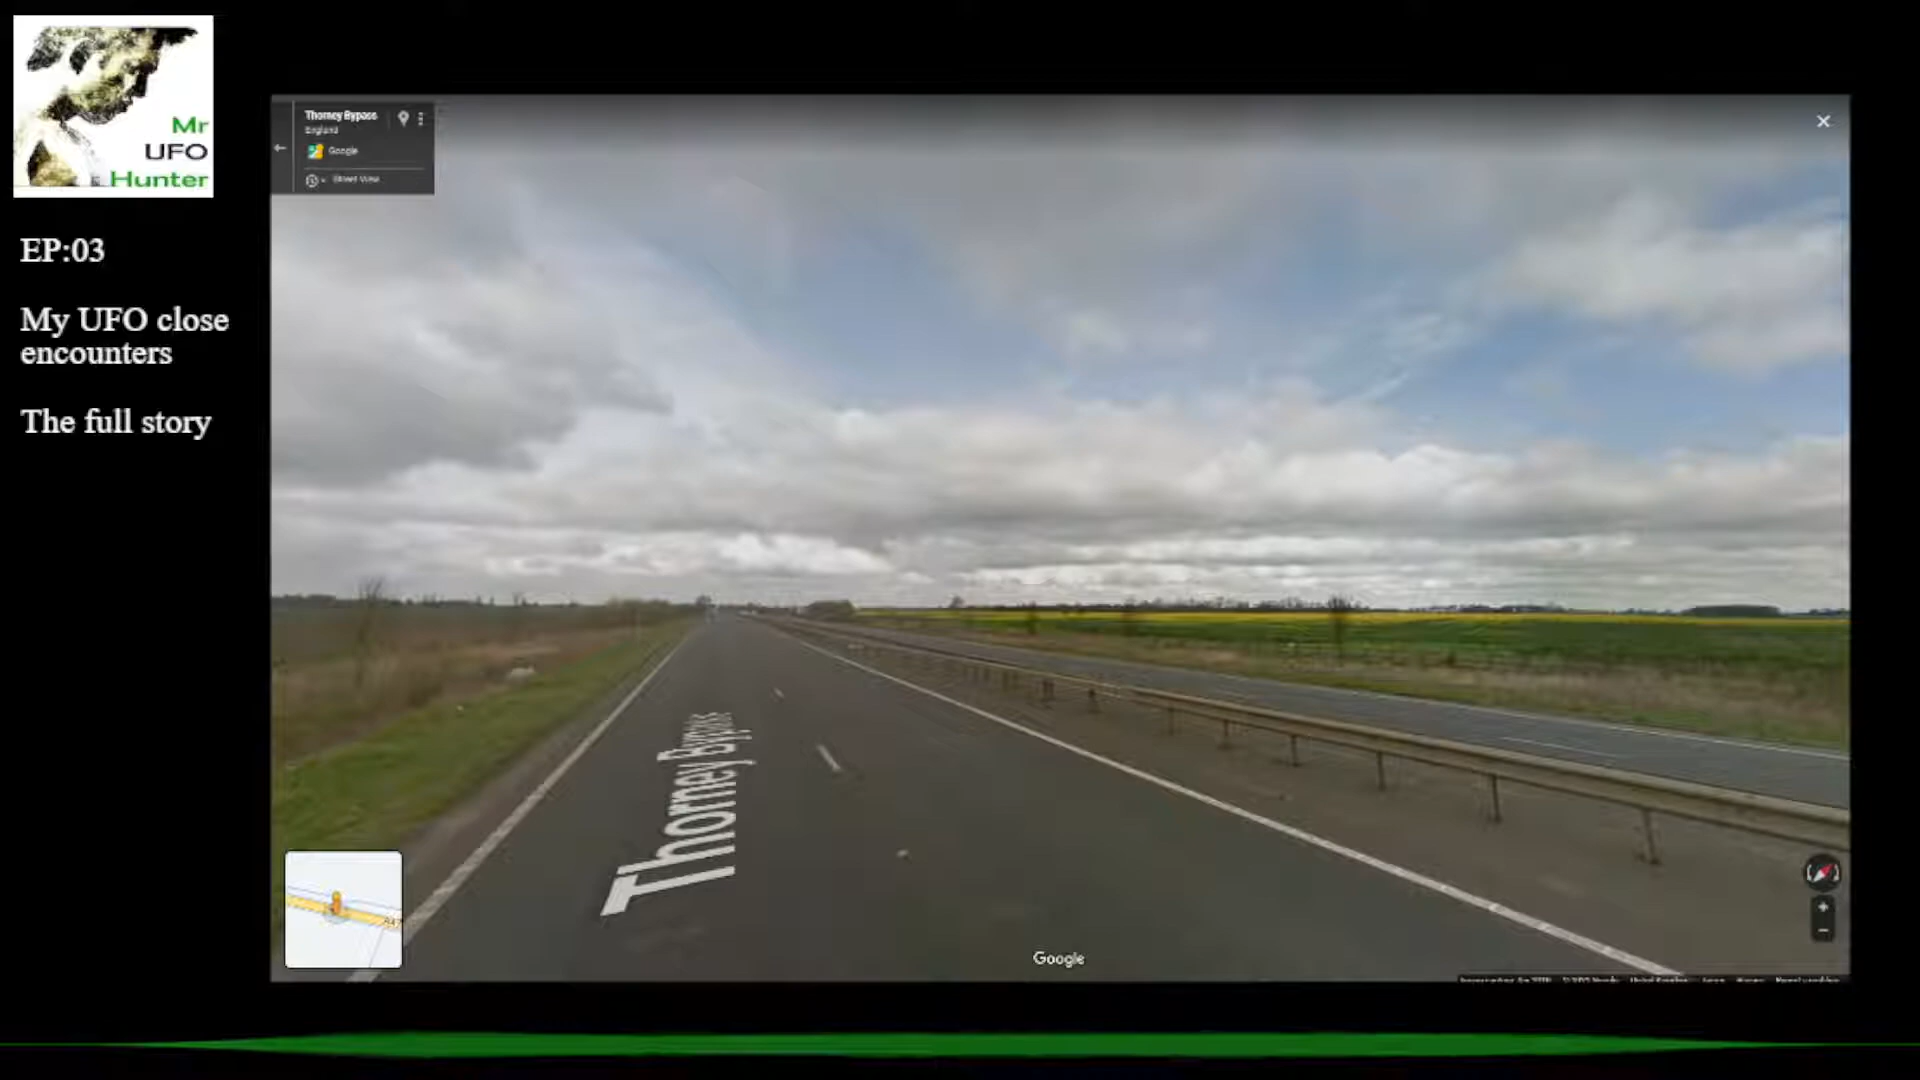 Mr
UFO
Hunter
EP:03
My UFO close
encounters
The full story
Thorney Bypass
England
Google
Street View
Thorney Bypass
A47
Google